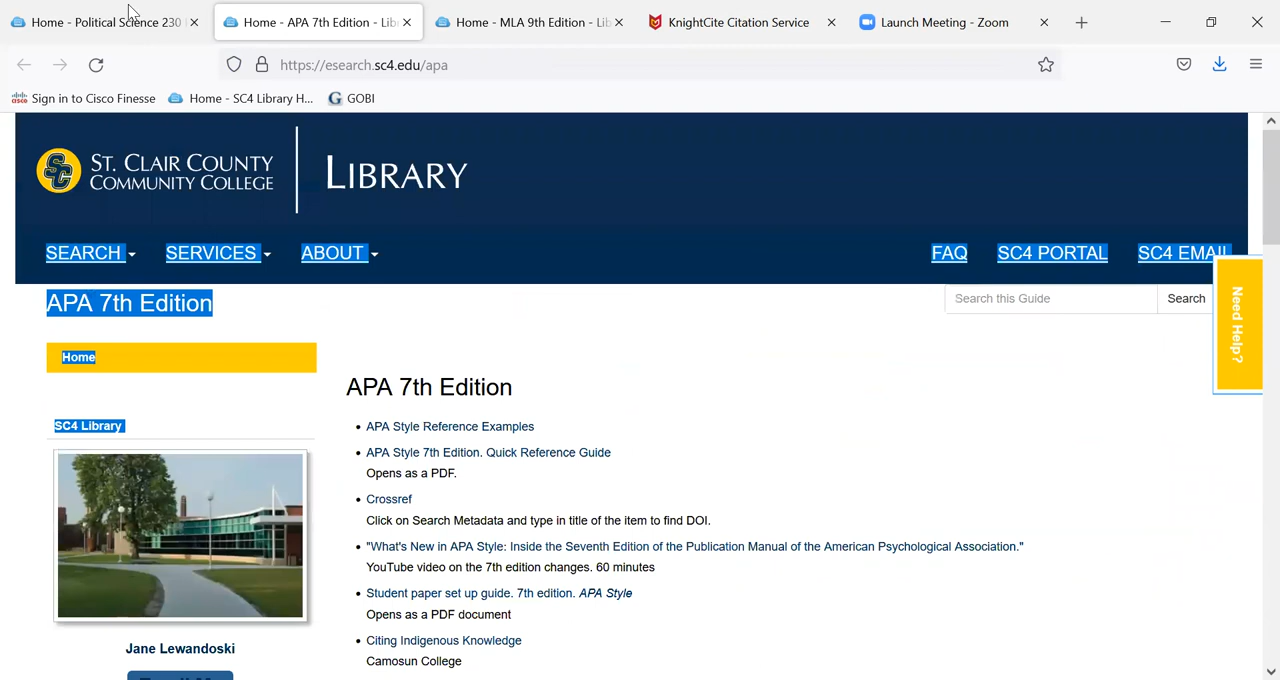 Home - Political Science 230
Home - APA 7th Edition - Lib
Home - MLA 9th Edition - Lib
KnightCite Citation Service
Launch Meeting - Zoom
https://esearch.sc4.edu/apa
Sign in to Cisco Finesse
Home - SC4 Library H...
GOBI
ST. CLAIR COUNTY
COMMUNITY COLLEGE
LIBRARY
SEARCH
SERVICES
ABOUT
FAQ
SC4 PORTAL
SC4 EMAIL
APA 7th Edition
Search this Guide
Search
Need Help?
Home
SC4 Library
Jane Lewandoski
APA 7th Edition
• APA Style Reference Examples
• APA Style 7th Edition. Quick Reference Guide
Opens as a PDF.
• Crossref
Click on Search Metadata and type in title of the item to find DOI.
• "What's New in APA Style: Inside the Seventh Edition of the Publication Manual of the American Psychological Association."
YouTube video on the 7th edition changes. 60 minutes
• Student paper set up guide. 7th edition. APA Style
Opens as a PDF document
• Citing Indigenous Knowledge
Camosun College